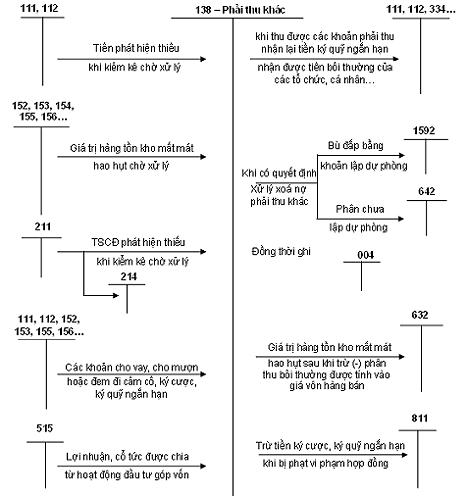 111, 112
138 – Phải thu khác
111, 112, 334...
Tiền phát hiện thiếu
khi kiểm kê chờ xử lý
khi thu được các khoản phải thu
nhận lại tiền ký quỹ ngắn hạn
nhận được tiền bồi thường của
các tổ chức, cá nhân...
152, 153, 154,
155, 156...
Giá trị hàng tồn kho mất mát
hao hụt chờ xử lý
Khi có quyết định
Xử lý xoá nợ
phải thu khác
Bù đắp bằng
khoản lập dự phòng
1592
Phần chưa
lập dự phòng
642
211
TSCĐ phát hiện thiếu
khi kiểm kê chờ xử lý
214
Đồng thời ghi
004
111, 112, 152,
153, 155, 156...
Các khoản cho vay, cho mượn
hoặc đem đi cầm cố, ký cược,
ký quỹ ngắn hạn
632
Giá trị hàng tồn kho mất mát
hao hụt sau khi trừ (-) phần
thu bồi thường được tính vào
giá vốn hàng bán
515
Lợi nhuận, cổ tức được chia
từ hoạt động đầu tư góp vốn
811
Trừ tiền ký cược, ký quỹ ngắn hạn
khi bị phạt vi phạm hợp đồng